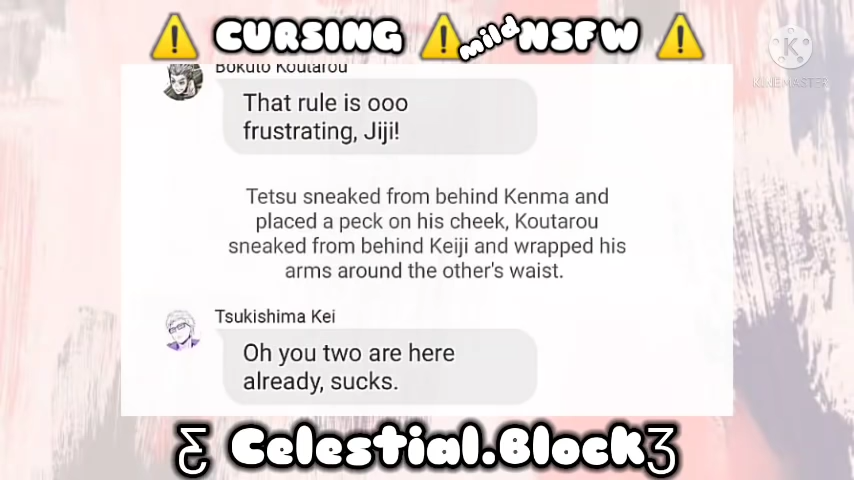 ⚠️ CURSING ⚠️ mild NSFW ⚠️
KINEMASTER
Bokuto Koutarou
That rule is ooo
frustrating, Jiji!
Tetsu sneaked from behind Kenma and
placed a peck on his cheek, Koutarou
sneaked from behind Keiji and wrapped his
arms around the other's waist.
Tsukishima Kei
Oh you two are here
already, sucks.
Ƹ Celestial.Block Ʒ